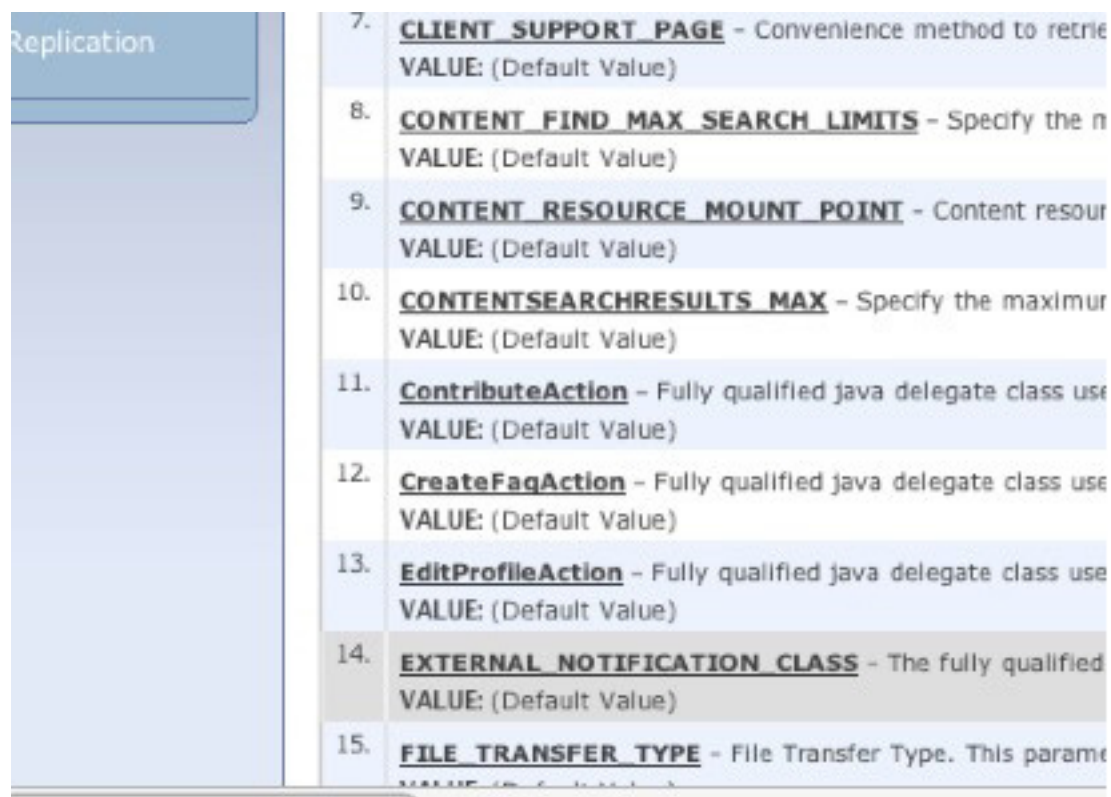 Replication
7. CLIENT_SUPPORT_PAGE – Convenience method to retrie
VALUE: (Default Value)
8. CONTENT_FIND_MAX_SEARCH_LIMITS – Specify the m
VALUE: (Default Value)
9. CONTENT_RESOURCE_MOUNT_POINT – Content resour
VALUE: (Default Value)
10. CONTENTSEARCHRESULTS_MAX – Specify the maximum
VALUE: (Default Value)
11. ContributeAction – Fully qualified java delegate class use
VALUE: (Default Value)
12. CreateFaqAction – Fully qualified java delegate class use
VALUE: (Default Value)
13. EditProfileAction – Fully qualified java delegate class use
VALUE: (Default Value)
14. EXTERNAL_NOTIFICATION_CLASS – The fully qualified
VALUE: (Default Value)
15. FILE_TRANSFER_TYPE – File Transfer Type. This parame